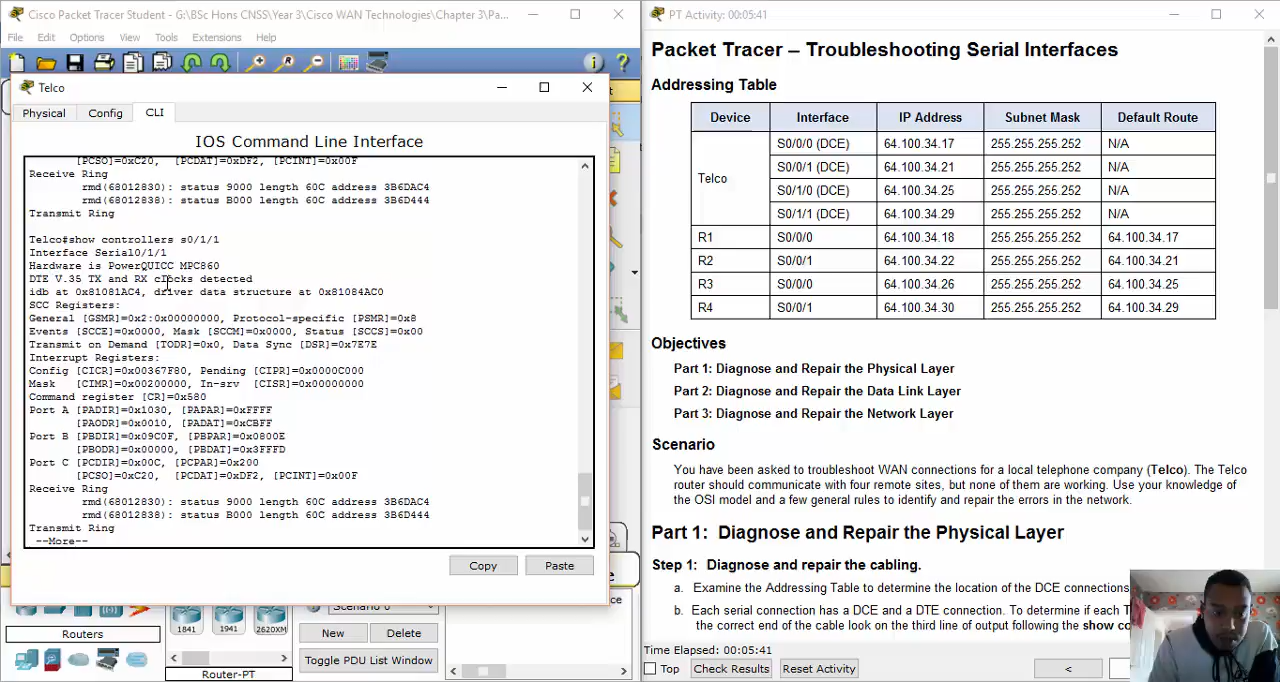 Cisco Packet Tracer Student - G:\BSc Hons CNSS\Year 3\Cisco WAN Technologies\Chapter 3\Pa...
File Edit Options View Tools Extensions Help
Telco
Physical Config CLI
IOS Command Line Interface
[PCSO]=0xC20, [PCDAT]=0xDF2, [PCINT]=0x00F
Receive Ring
rmd(68012830): status 9000 length 60C address 3B6DAC4
rmd(68012838): status B000 length 60C address 3B6D444
Transmit Ring
Telco#show controllers s0/1/1
Interface Serial0/1/1
Hardware is PowerQUICC MPC860
DTE V.35 TX and RX clocks detected
idb at 0x81081AC4, driver data structure at 0x81084AC0
SCC Registers:
General [GSMR]=0x2:0x00000000, Protocol-specific [PSMR]=0x8
Events [SCCE]=0x0000, Mask [SCCM]=0x0000, Status [SCCS]=0x00
Transmit on Demand [TODR]=0x0, Data Sync [DSR]=0x7E7E
Interrupt Registers:
Config [CICR]=0x00367F80, Pending [CIPR]=0x0000C000
Mask [CIMR]=0x00200000, In-srv [CISR]=0x00000000
Command register [CR]=0x580
Port A [PADIR]=0x1030, [PAPAR]=0xFFFF
[PAODR]=0x0010, [PADAT]=0xCBFF
Port B [PBDIR]=0x09C0F, [PBPAR]=0x0800E
[PBODR]=0x00000, [PBDAT]=0x3FFFD
Port C [PCDIR]=0x00C, [PCPAR]=0x200
[PCSO]=0xC20, [PCDAT]=0xDF2, [PCINT]=0x00F
Receive Ring
rmd(68012830): status 9000 length 60C address 3B6DAC4
rmd(68012838): status B000 length 60C address 3B6D444
Transmit Ring
--More--
Copy Paste
1841 1941 2620XM
Routers
Router-PT
Scenario 0
New Delete
Toggle PDU List Window
PT Activity: 00:05:41
Packet Tracer – Troubleshooting Serial Interfaces
Addressing Table
Device Interface IP Address Subnet Mask Default Route
Telco
S0/0/0 (DCE) 64.100.34.17 255.255.255.252 N/A
S0/0/1 (DCE) 64.100.34.21 255.255.255.252 N/A
S0/1/0 (DCE) 64.100.34.25 255.255.255.252 N/A
S0/1/1 (DCE) 64.100.34.29 255.255.255.252 N/A
R1 S0/0/0 64.100.34.18 255.255.255.252 64.100.34.17
R2 S0/0/1 64.100.34.22 255.255.255.252 64.100.34.21
R3 S0/0/0 64.100.34.26 255.255.255.252 64.100.34.25
R4 S0/0/1 64.100.34.30 255.255.255.252 64.100.34.29
Objectives
Part 1: Diagnose and Repair the Physical Layer
Part 2: Diagnose and Repair the Data Link Layer
Part 3: Diagnose and Repair the Network Layer
Scenario
You have been asked to troubleshoot WAN connections for a local telephone company (Telco). The Telco
router should communicate with four remote sites, but none of them are working. Use your knowledge of
the OSI model and a few general rules to identify and repair the errors in the network.
Part 1: Diagnose and Repair the Physical Layer
Step 1: Diagnose and repair the cabling.
a. Examine the Addressing Table to determine the location of the DCE connections
b. Each serial connection has a DCE and a DTE connection. To determine if each T
the correct end of the cable look on the third line of output following the show co
Time Elapsed: 00:05:41
Top Check Results Reset Activity <